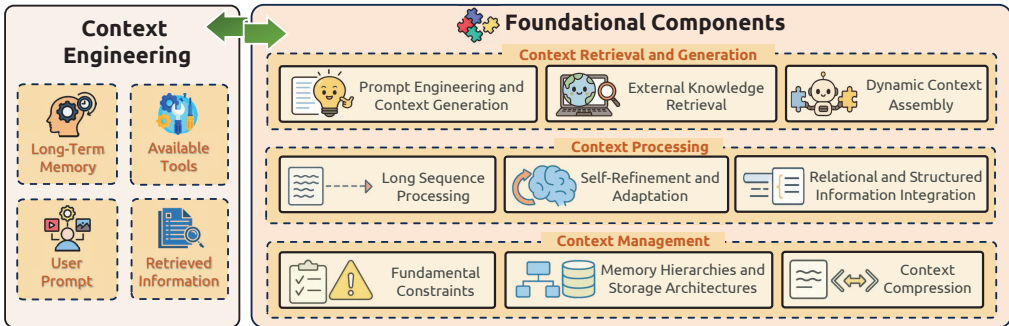 Context
Engineering
Long-Term
Memory
Available
Tools
User
Prompt
Retrieved
Information
Foundational Components
Context Retrieval and Generation
Prompt Engineering and
Context Generation
External Knowledge
Retrieval
Dynamic Context
Assembly
Context Processing
Long Sequence
Processing
Self-Refinement and
Adaptation
Relational and Structured
Information Integration
Context Management
Fundamental
Constraints
Memory Hierarchies and
Storage Architectures
Context
Compression